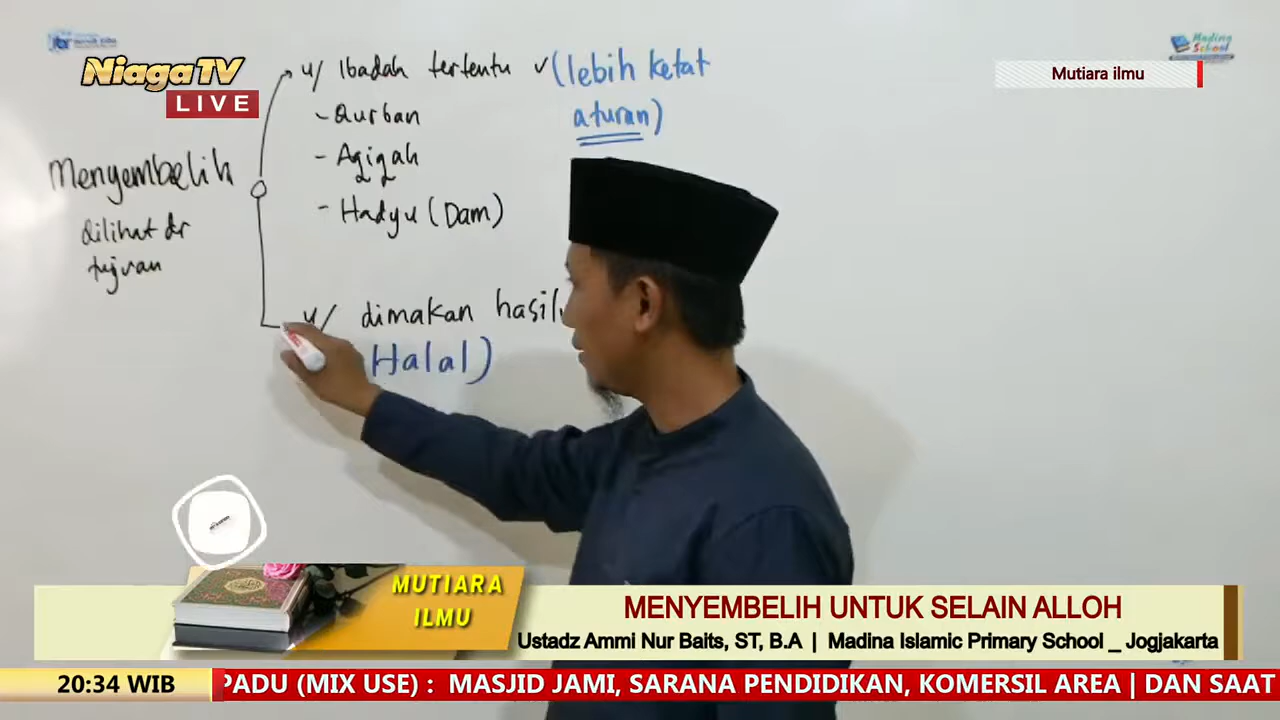 NiagaTV
LIVE
Mading
School
Mutiara ilmu
u/ Ibadah tertentu ✓ (lebih ketat
aturan)
- Qurban
- Aqiqah
- Hadyu (Dam)
Menyembelih
dilihat dr
tujuan
u/ dimakan hasil
Halal)
MUTIARA
ILMU
MENYEMBELIH UNTUK SELAIN ALLOH
Ustadz Ammi Nur Baits, ST, B.A | Madina Islamic Primary School _ Jogjakarta
20:34 WIB
PADU (MIX USE) : MASJID JAMI, SARANA PENDIDIKAN, KOMERSIL AREA | DAN SAAT